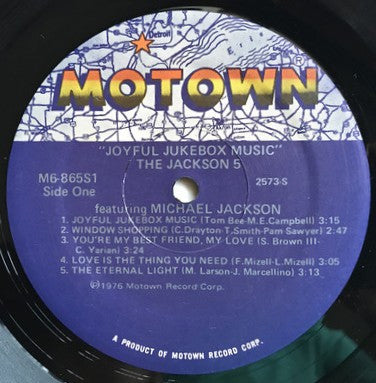 Detroit
MOTOWN®
"JOYFUL JUKEBOX MUSIC"
THE JACKSON 5
M6-865S1
Side One
2573-S
featuring MICHAEL JACKSON
1. JOYFUL JUKEBOX MUSIC (Tom Bee-M.E.Campbell) 3:15
2. WINDOW SHOPPING (C.Drayton-T.Smith-Pam Sawyer) 2:47
3. YOU'RE MY BEST FRIEND, MY LOVE (S. Brown III-
C. Yarian) 3:24
4. LOVE IS THE THING YOU NEED (F.Mizell-L.Mizell) 3:05
5. THE ETERNAL LIGHT (M. Larson-J. Marcellino) 3:13
℗1976 Motown Record Corp.
A PRODUCT OF MOTOWN RECORD CORP.